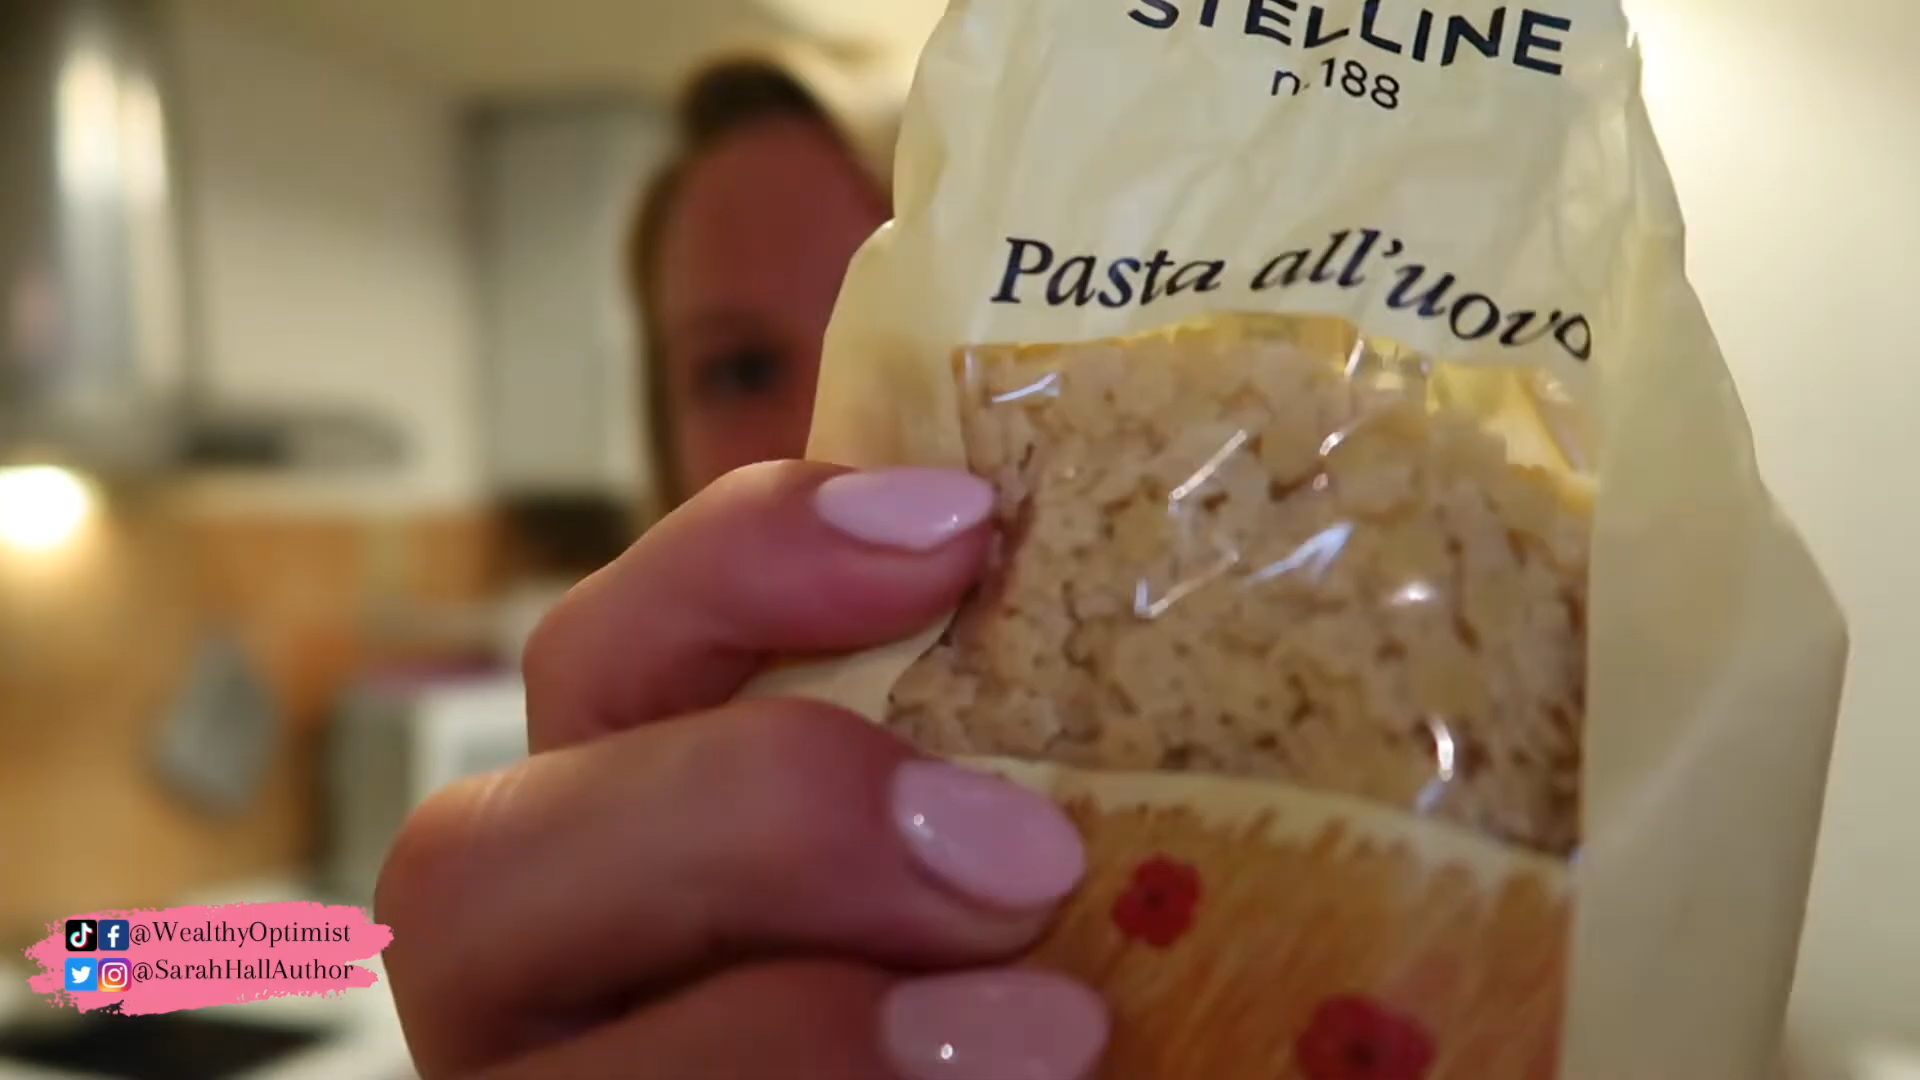 STELLINE
n.188
Pasta all'uovo
@WealthyOptimist
@SarahHallAuthor